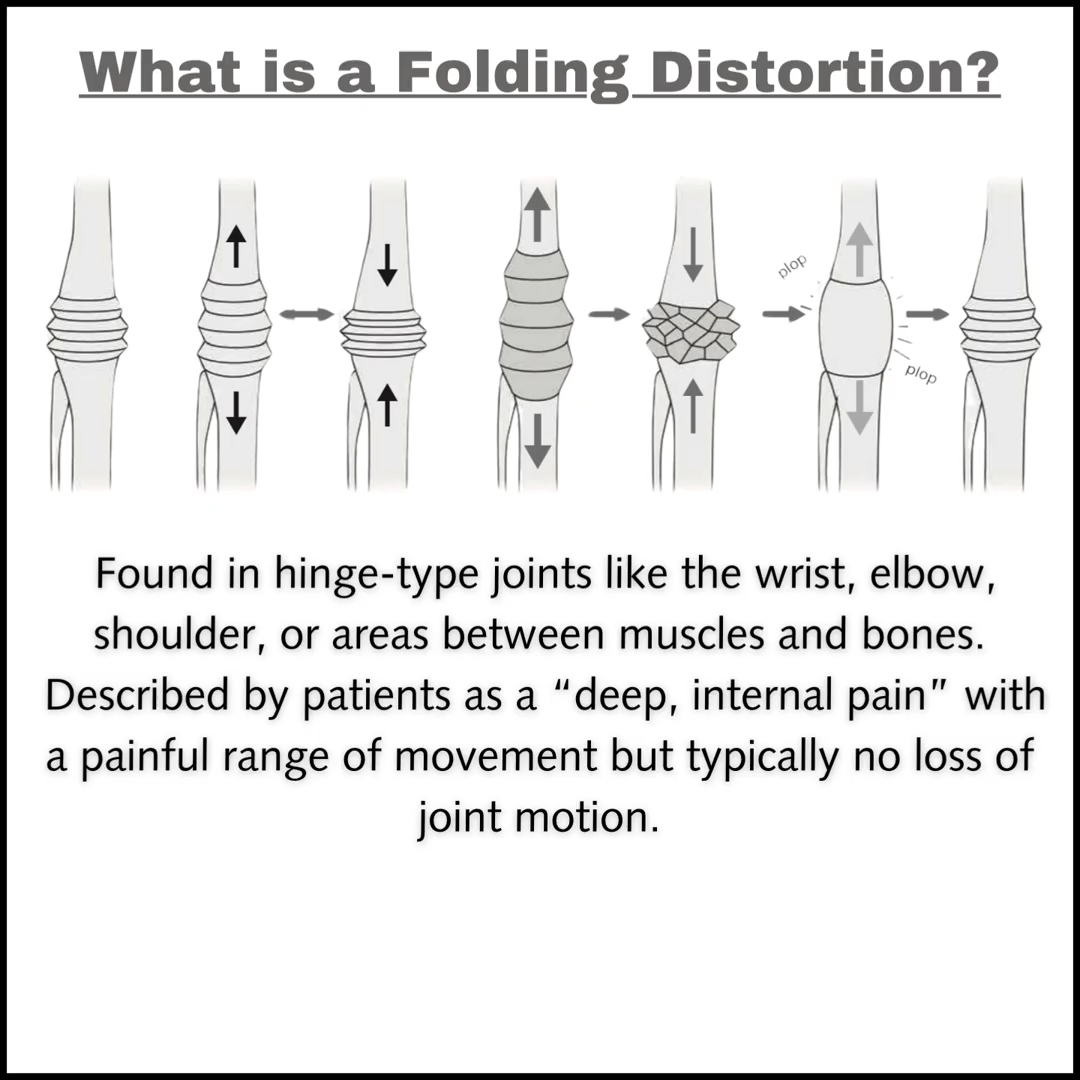 What is a Folding Distortion?
plop
plop
Found in hinge-type joints like the wrist, elbow,
shoulder, or areas between muscles and bones.
Described by patients as a “deep, internal pain” with
a painful range of movement but typically no loss of
joint motion.